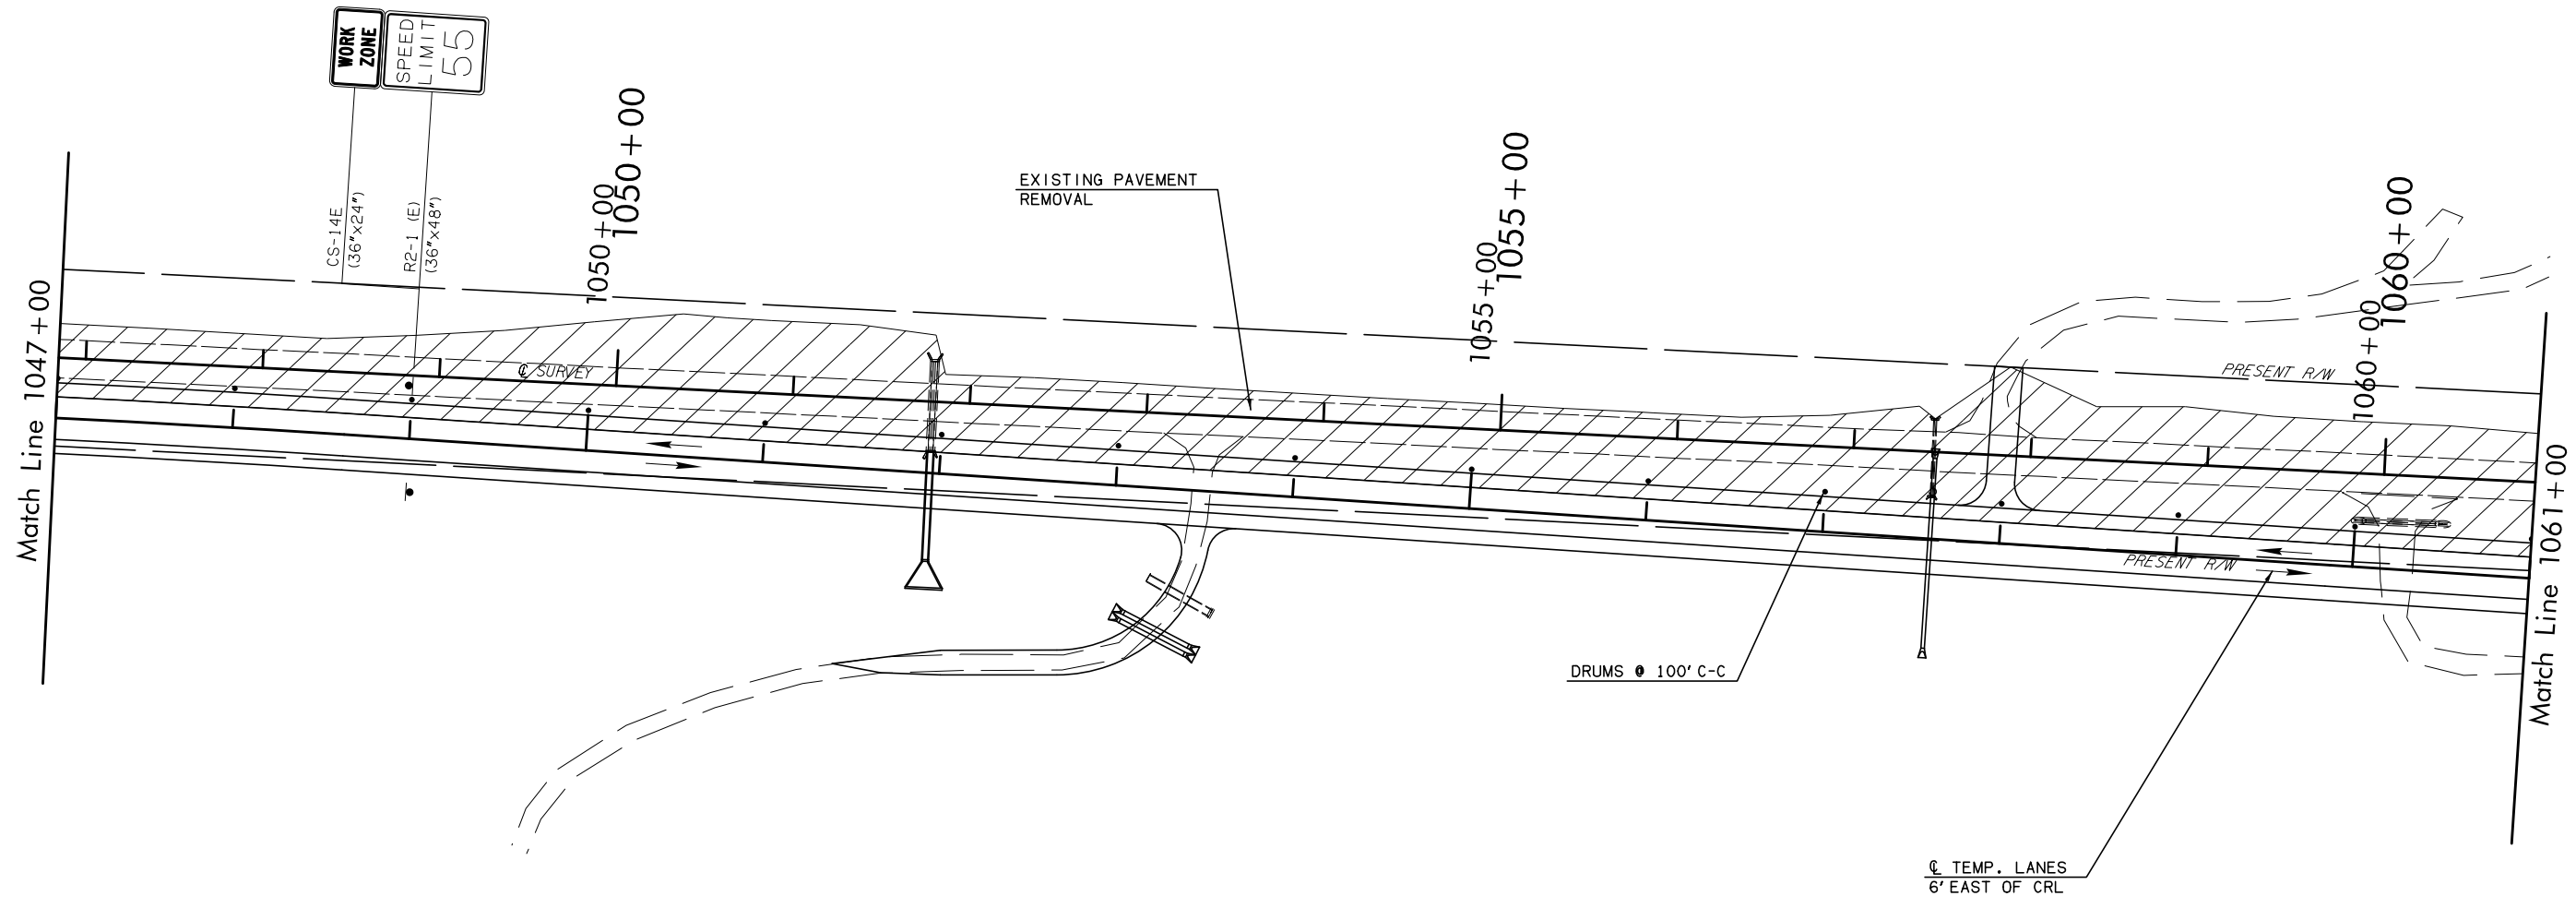 WORK
ZONE
SPEED
LIMIT
55
CS-14E
(36"x24")
R2-1 (E)
(36"x48")
1050+00
1050+00
EXISTING PAVEMENT
REMOVAL
1055+00
1055+00
1060+00
1060+00
Match Line 1047+00
℄ SURVEY
PRESENT R/W
PRESENT R/W
Match Line 1061+00
DRUMS @ 100' C-C
℄ TEMP. LANES
6' EAST OF CRL